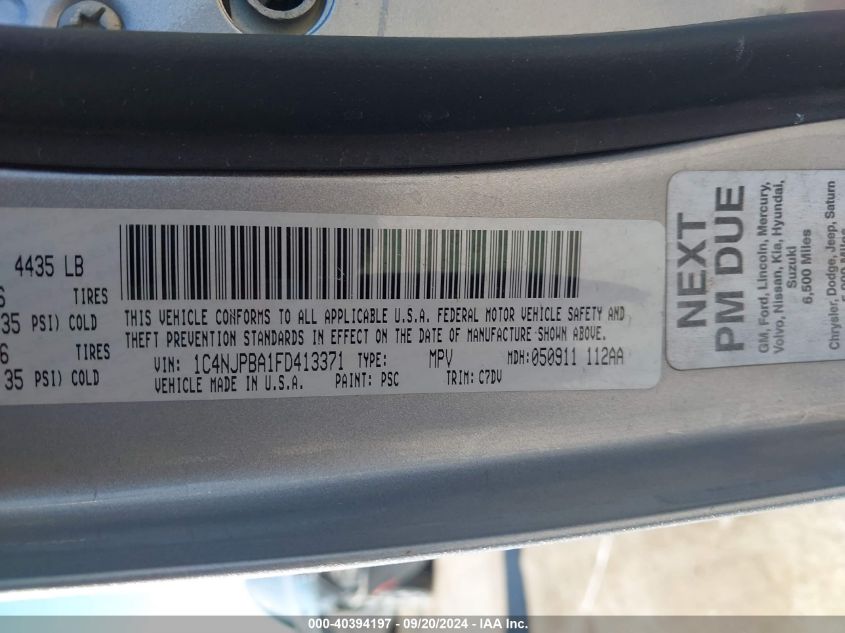 4435 LB
6 TIRES
35 PSI) COLD
6 TIRES
35 PSI) COLD
THIS VEHICLE CONFORMS TO ALL APPLICABLE U.S.A. FEDERAL MOTOR VEHICLE SAFETY AND
THEFT PREVENTION STANDARDS IN EFFECT ON THE DATE OF MANUFACTURE SHOWN ABOVE.
VIN: 1C4NJPBA1FD413371 TYPE: MPV MDH: 050911 112AA
VEHICLE MADE IN U.S.A. PAINT: PSC TRIM: C7DV
NEXT
PM DUE
GM, Ford, Lincoln, Mercury,
Volvo, Nissan, Kia, Hyundai,
Suzuki
6,500 Miles
Chrysler, Dodge, Jeep, Saturn
000-40394197 - 09/20/2024 - IAA Inc.